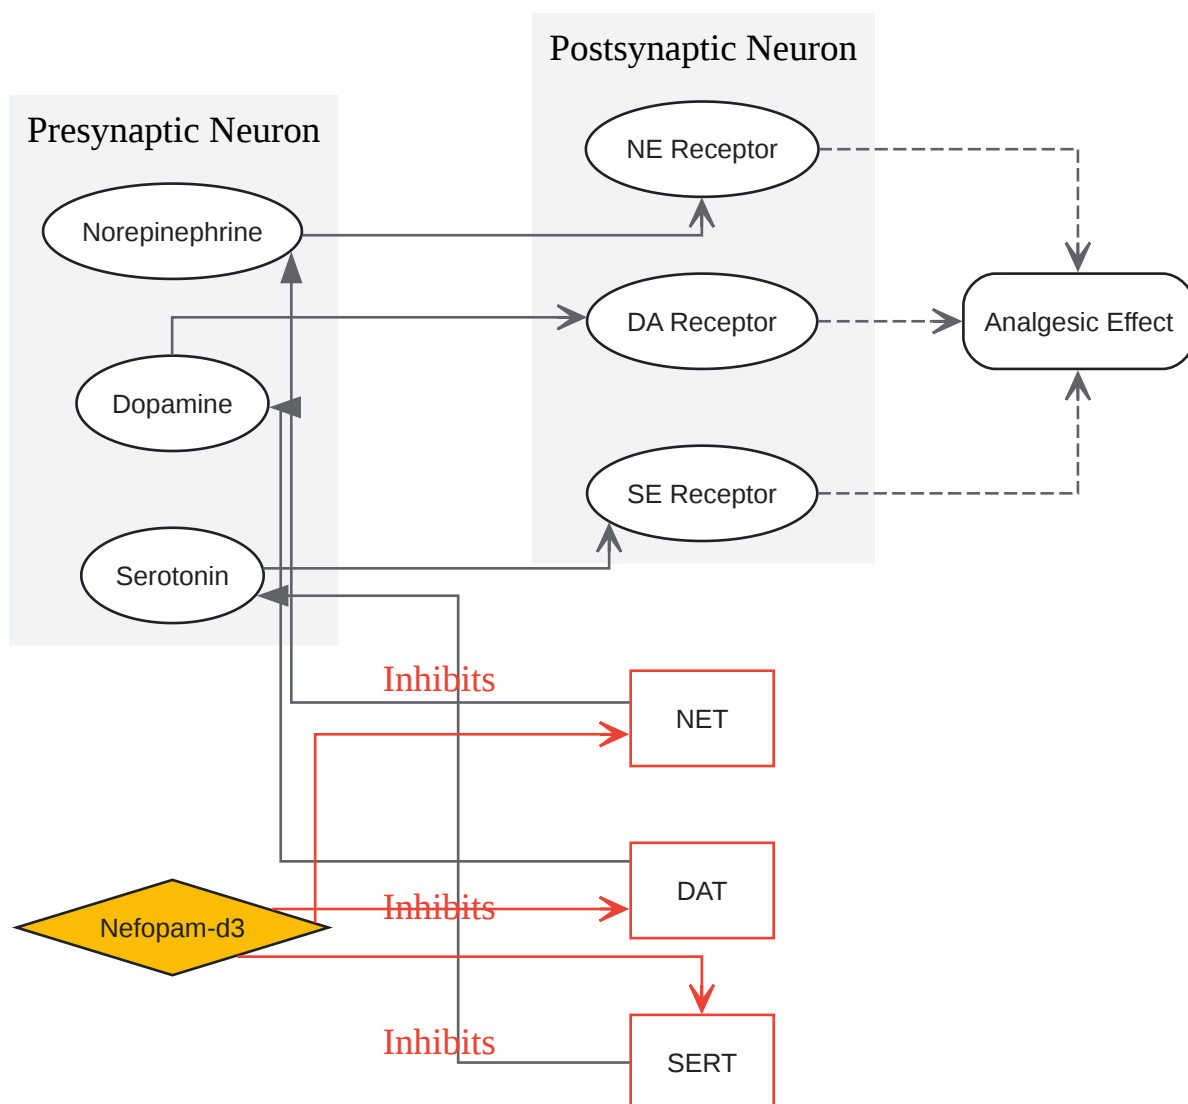 Postsynaptic Neuron
Presynaptic Neuron
NE Receptor
Norepinephrine
DA Receptor
Analgesic Effect
Dopamine
SE Receptor
Serotonin
Inhibits
NET
DAT
Inhibits
Nefopam-d3
Inhibits
SERT